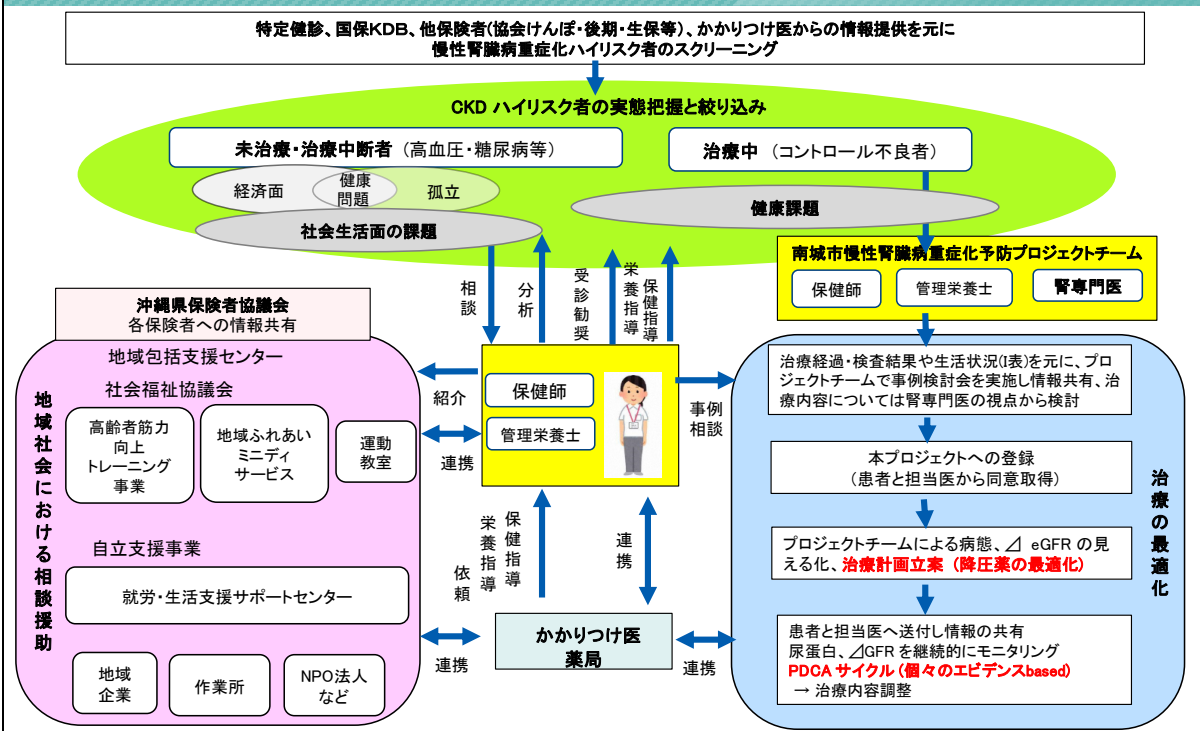 特定健診、国保KDB、他保険者(協会けんぽ・後期・生保等)、かかりつけ医からの情報提供を元に
慢性腎臓病重症化ハイリスク者のスクリーニング
CKD ハイリスク者の実態把握と絞り込み
未治療・治療中断者（高血圧・糖尿病等）
治療中（コントロール不良者）
経済面
健康
問題
孤立
社会生活面の課題
健康課題
南城市慢性腎臓病重症化予防プロジェクトチーム
保健師
管理栄養士
腎専門医
相談
分析
受診勧奨
栄養指導
保健指導
沖縄県保険者協議会
各保険者への情報共有
地域社会における相談援助
地域包括支援センター
社会福祉協議会
高齢者筋力
向上
トレーニング
事業
地域ふれあい
ミニデイ
サービス
運動
教室
自立支援事業
就労・生活支援サポートセンター
地域
企業
作業所
NPO法人
など
紹介
連携
保健師
管理栄養士
事例
相談
保健指導
栄養指導
依頼
連携
かかりつけ医
薬局
連携
連携
治療経過・検査結果や生活状況(I表)を元に、プロ
ジェクトチームで事例検討会を実施し情報共有、治
療内容については腎専門医の視点から検討
本プロジェクトへの登録
(患者と担当医から同意取得)
プロジェクトチームによる病態、⊿ eGFR の見
える化、治療計画立案（降圧薬の最適化）
患者と担当医へ送付し情報の共有
尿蛋白、⊿GFR を継続的にモニタリング
PDCA サイクル (個々のエビデンスbased)
→ 治療内容調整
治療の最適化